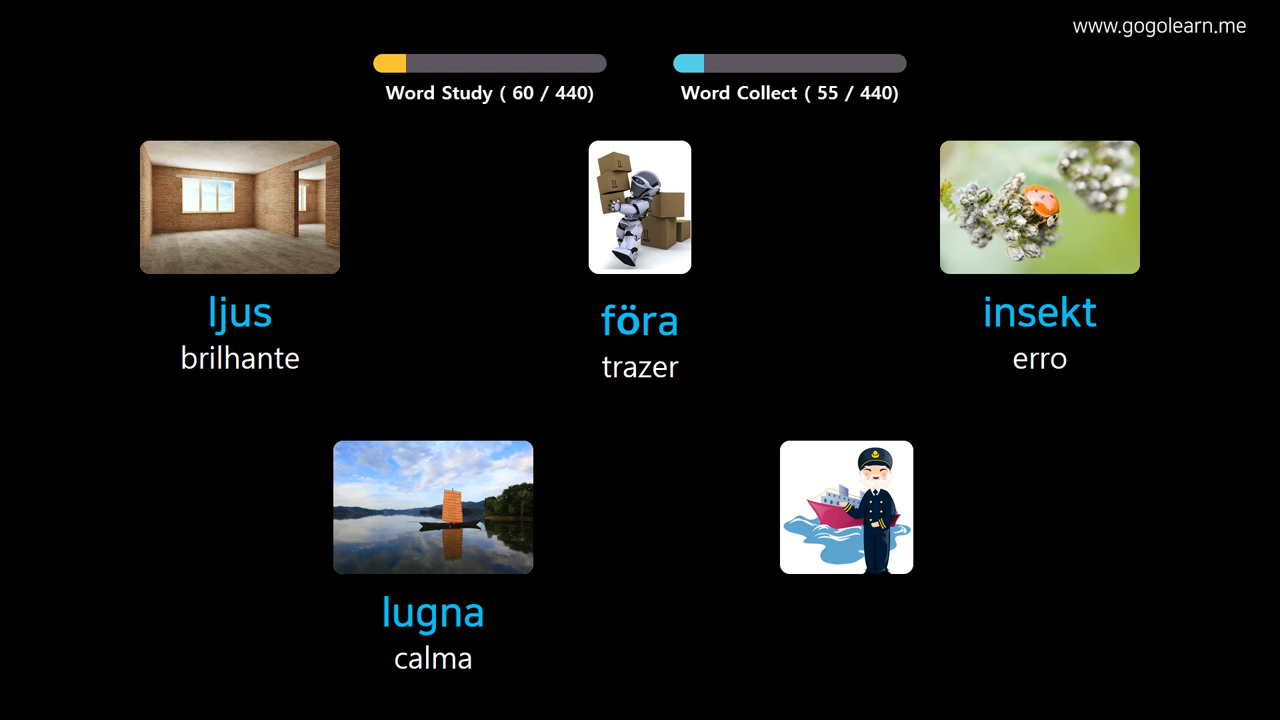 www.gogolearn.me
Word Study ( 60 / 440)
Word Collect ( 55 / 440)
ljus
brilhante
föra
trazer
insekt
erro
lugna
calma